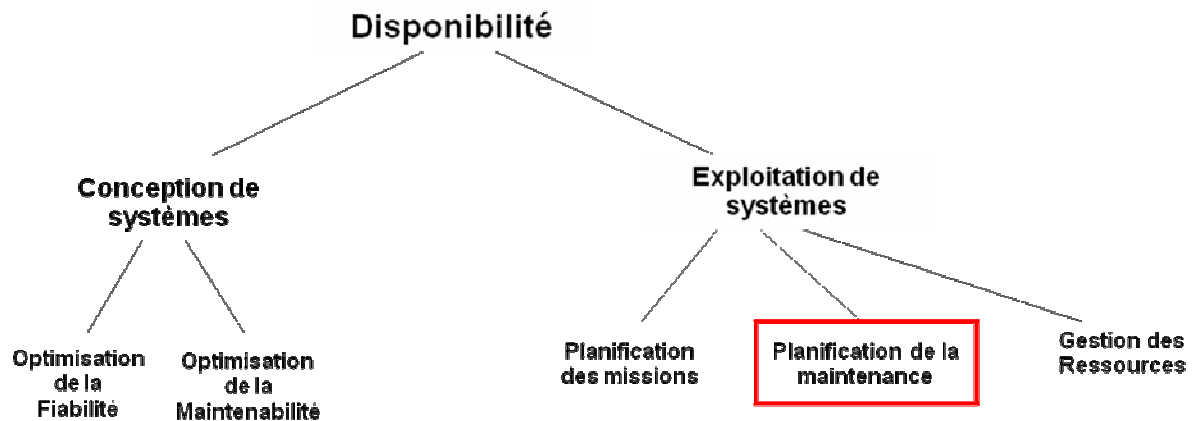 Disponibilité
Conception de
systèmes
Exploitation de
systèmes
Optimisation
de la
Fiabilité
Optimisation
de la
Maintenabilité
Planification
des missions
Planification de la
maintenance
Gestion des
Ressources